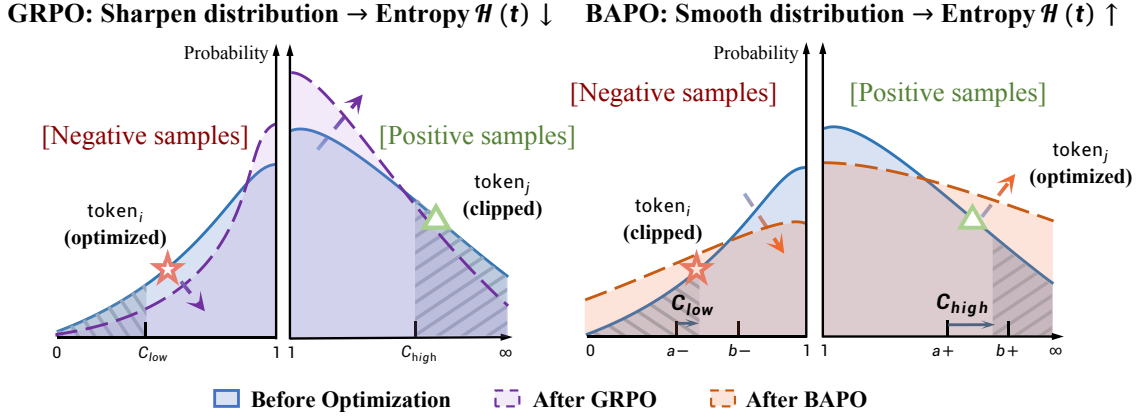 GRPO: Sharpen distribution → Entropy ℋ (t) ↓
Probability
[Negative samples]
[Positive samples]
token_i
(optimized)
token_j
(clipped)
0
C_low
1
1
C_high
∞
BAPO: Smooth distribution → Entropy ℋ (t) ↑
Probability
[Negative samples]
[Positive samples]
token_i
(clipped)
token_j
(optimized)
C_low
C_high
0
a−
b−
1
1
a+
b+
∞
Before Optimization
After GRPO
After BAPO